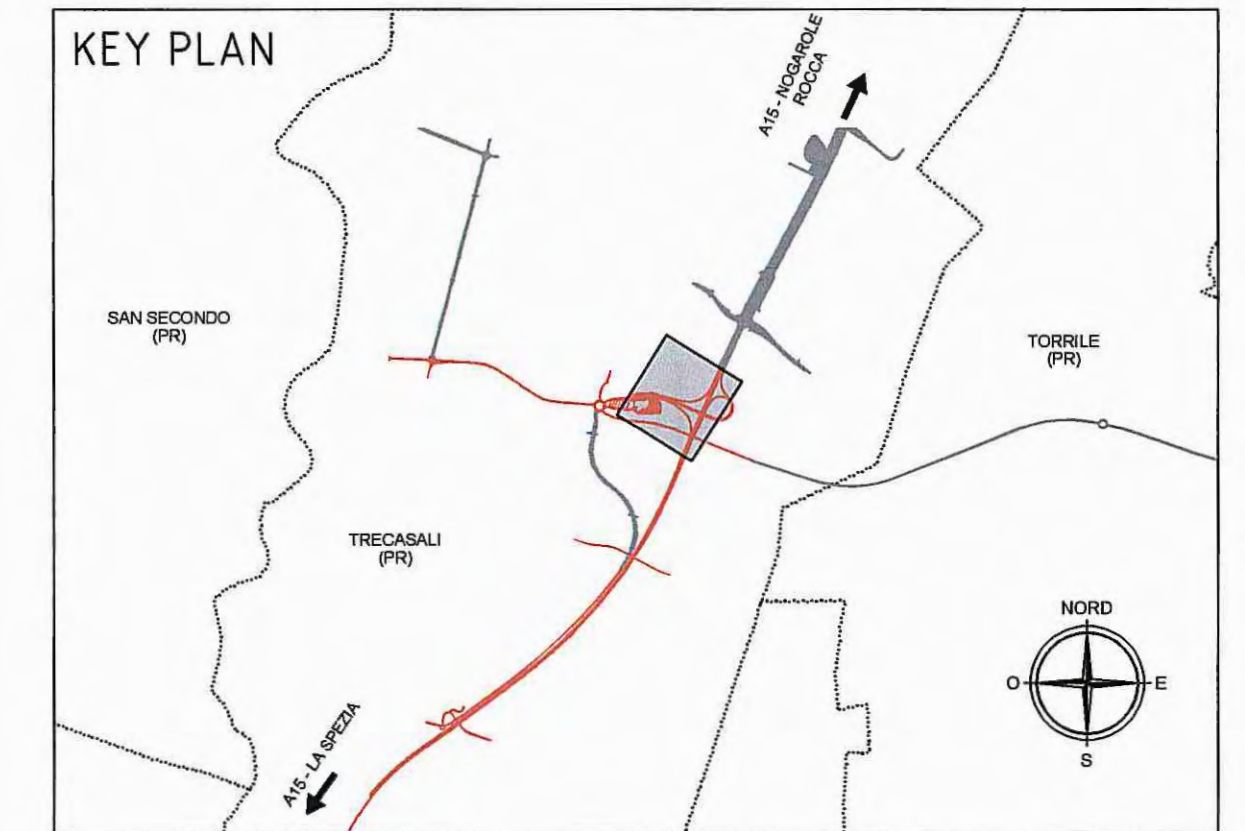 KEY PLAN
A15 - NOGAROLE
ROCCA
SAN SECONDO
(PR)
TORRILE
(PR)
TRECASALI
(PR)
NORD
O
E
S
A15 - LA SPEZIA